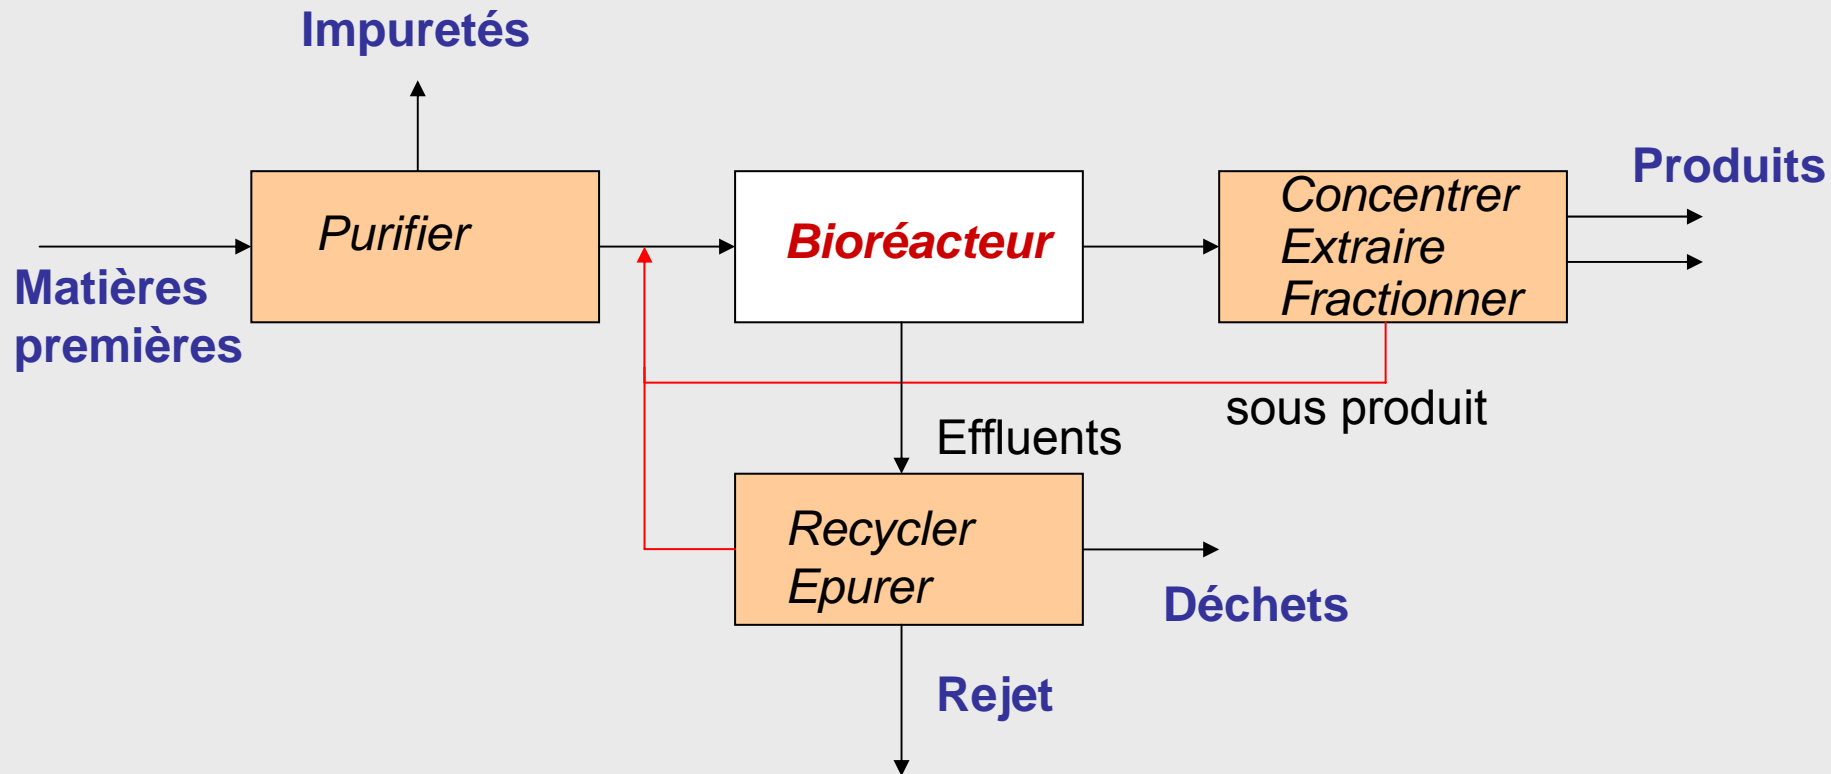 Impuretés
Produits
Purifier
Bioréacteur
Concentrer
Extraire
Fractionner
Matières
premières
sous produit
Effluents
Recycler
Epurer
Déchets
Rejet